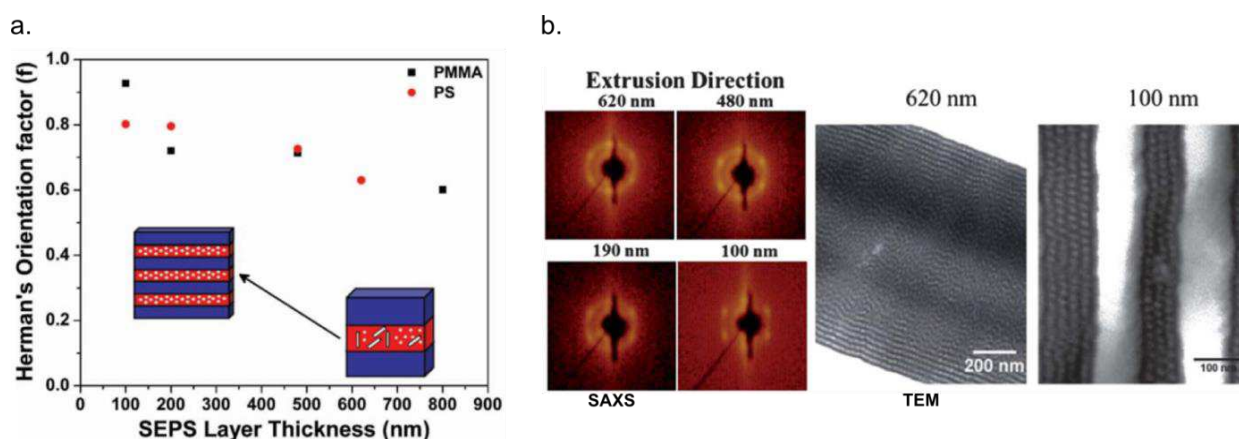 a.
1.0
0.8
0.6
0.4
0.2
0.0
Herman's Orientation factor (f)
PMMA
PS
0 100 200 300 400 500 600 700 800 900
SEPS Layer Thickness (nm)
b.
Extrusion Direction
620 nm 480 nm
190 nm 100 nm
SAXS
620 nm
200 nm
TEM
100 nm
100 nm